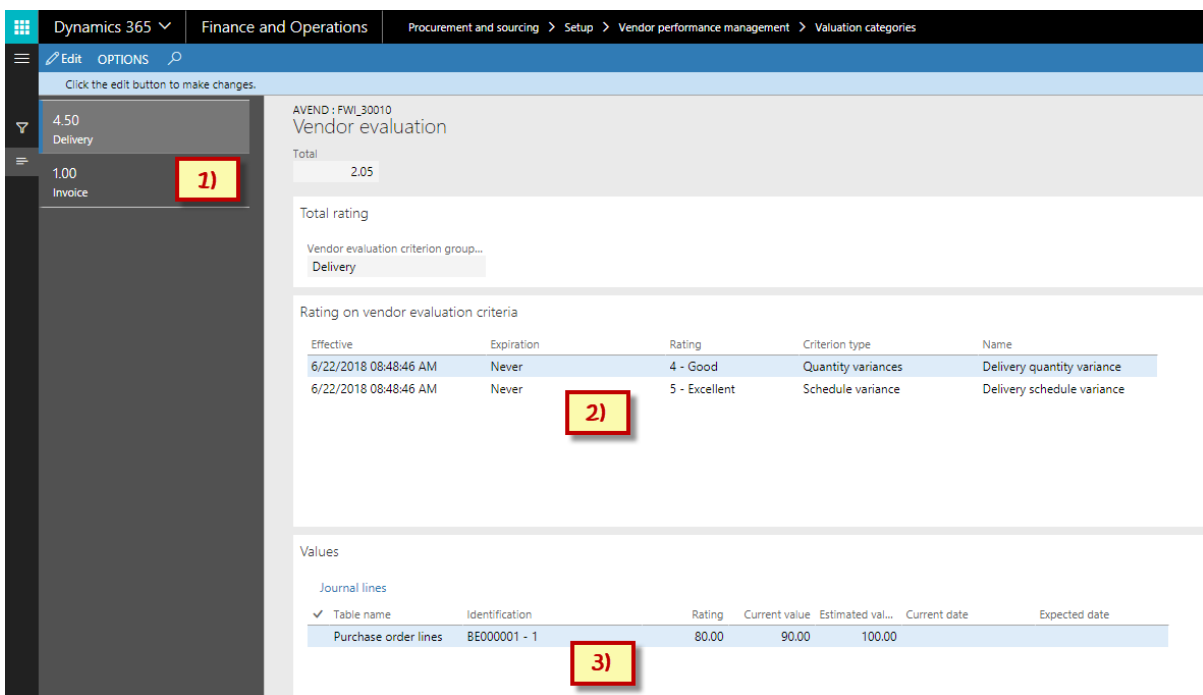 Dynamics 365 Finance and Operations Procurement and sourcing > Setup > Vendor performance management > Valuation categories
Edit OPTIONS
Click the edit button to make changes.
4.50
Delivery
1.00
Invoice
1)
AVEND : FWI_30010
Vendor evaluation
Total
2.05
Total rating
Vendor evaluation criterion group...
Delivery
Rating on vendor evaluation criteria
Effective Expiration Rating Criterion type Name
6/22/2018 08:48:46 AM Never 4 - Good Quantity variances Delivery quantity variance
6/22/2018 08:48:46 AM Never 5 - Excellent Schedule variance Delivery schedule variance
2)
Values
Journal lines
✓ Table name Identification Rating Current value Estimated val... Current date Expected date
Purchase order lines BE000001 - 1 80.00 90.00 100.00
3)